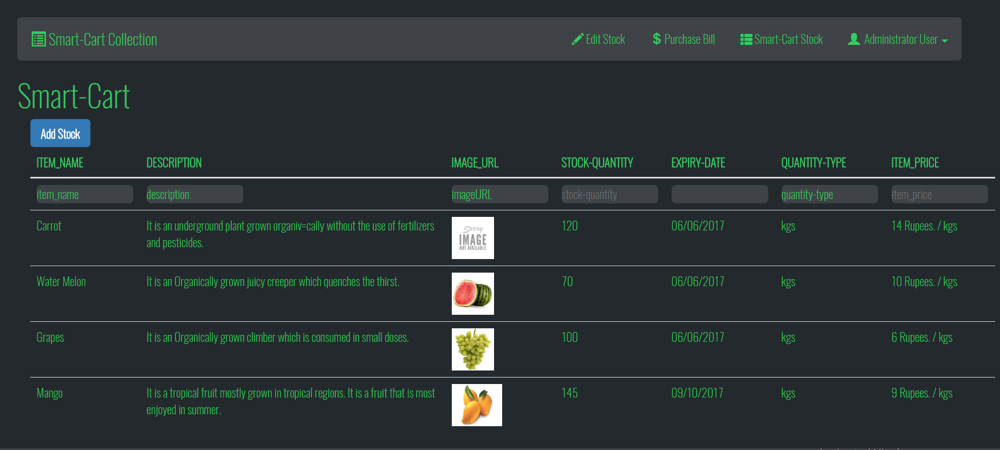 Smart-Cart Collection
Edit Stock
Purchase Bill
Smart-Cart Stock
Administrator User
Smart-Cart
Add Stock
ITEM_NAME DESCRIPTION IMAGE_URL STOCK-QUANTITY EXPIRY-DATE QUANTITY-TYPE ITEM_PRICE
item_name description imageURL stock-quantity quantity-type item_price
Carrot
It is an underground plant grown organiv=cally without the use of fertilizers
and pesticides.
Sorry
IMAGE
NOT AVAILABLE
120
06/06/2017
kgs
14 Rupees. / kgs
Water Melon
It is an Organically grown juicy creeper which quenches the thirst.
70
06/06/2017
kgs
10 Rupees. / kgs
Grapes
It is an Organically grown climber which is consumed in small doses.
100
06/06/2017
kgs
6 Rupees. / kgs
Mango
It is a tropical fruit mostly grown in tropical regions. It is a fruit that is most
enjoyed in summer.
145
09/10/2017
kgs
9 Rupees. / kgs